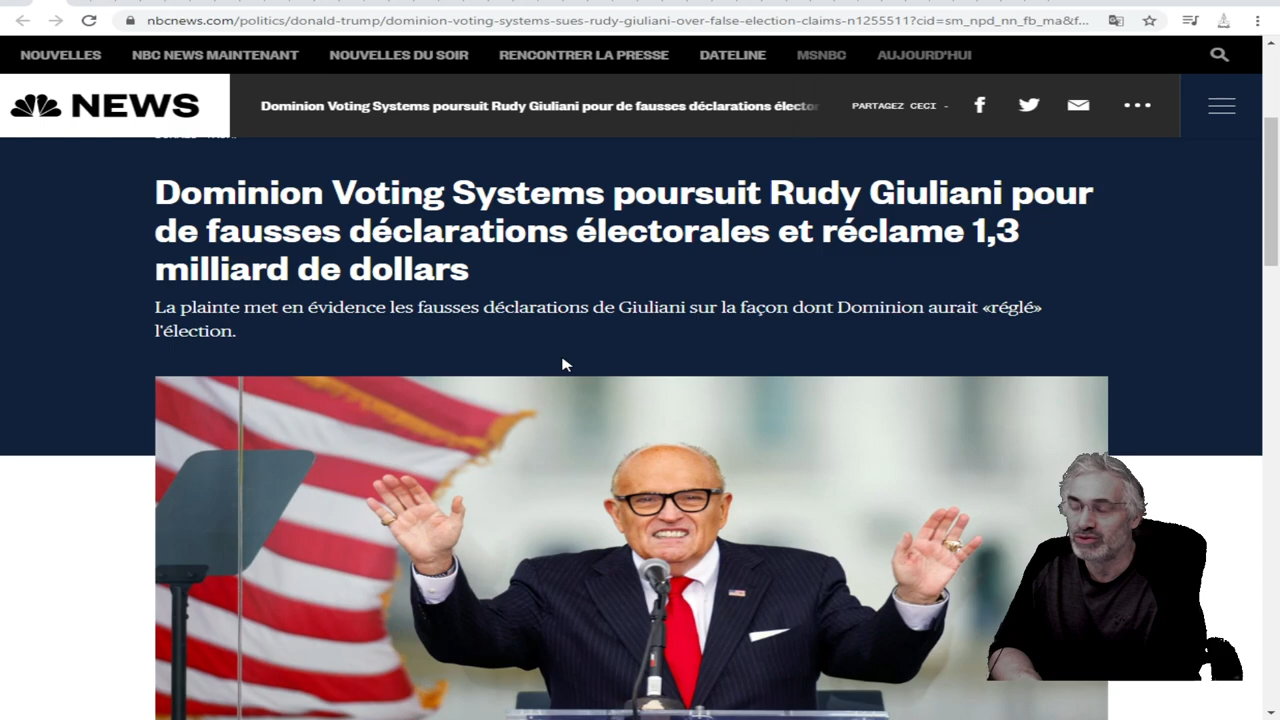 nbcnews.com/politics/donald-trump/dominion-voting-systems-sues-rudy-giuliani-over-false-election-claims-n1255511?cid=sm_npd_nn_fb_ma&f...
NOUVELLES NBC NEWS MAINTENANT NOUVELLES DU SOIR RENCONTRER LA PRESSE DATELINE MSNBC AUJOURD'HUI
NEWS Dominion Voting Systems poursuit Rudy Giuliani pour de fausses déclarations électo PARTAGEZ CECI -
Dominion Voting Systems poursuit Rudy Giuliani pour
de fausses déclarations électorales et réclame 1,3
milliard de dollars
La plainte met en évidence les fausses déclarations de Giuliani sur la façon dont Dominion aurait «réglé»
l'élection.